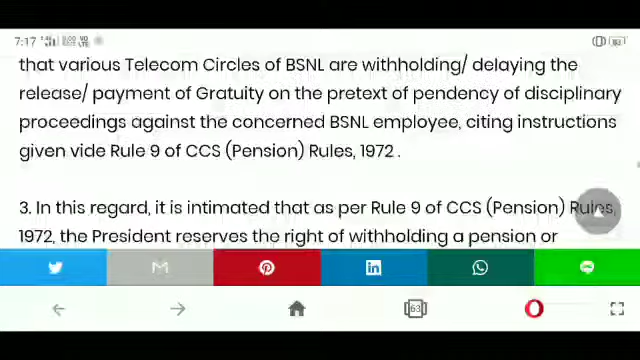 7:17
63
that various Telecom Circles of BSNL are withholding/ delaying the
release/ payment of Gratuity on the pretext of pendency of disciplinary
proceedings against the concerned BSNL employee, citing instructions
given vide Rule 9 of CCS (Pension) Rules, 1972 .
3. In this regard, it is intimated that as per Rule 9 of CCS (Pension) Rules,
1972, the President reserves the right of withholding a pension or
63